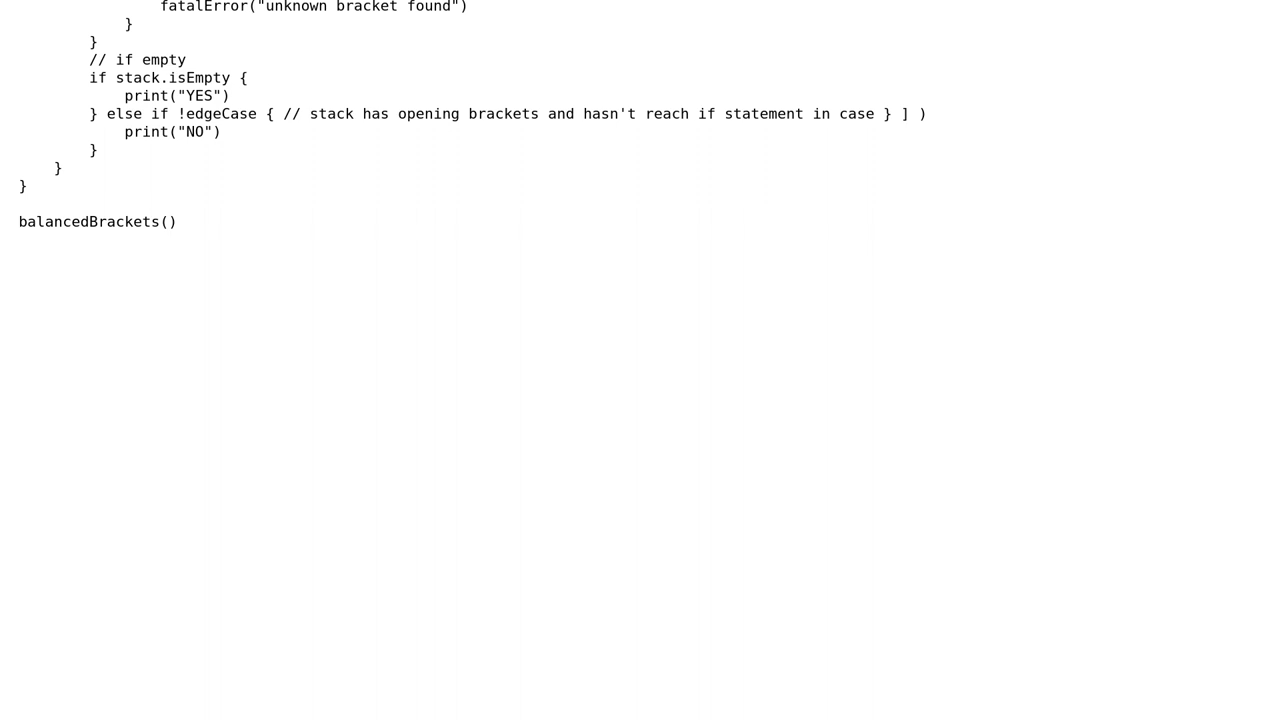 fatalError("unknown bracket found")
            }
        }
        // if empty
        if stack.isEmpty {
            print("YES")
        } else if !edgeCase { // stack has opening brackets and hasn't reach if statement in case } ] )
            print("NO")
        }
    }
}

balancedBrackets()